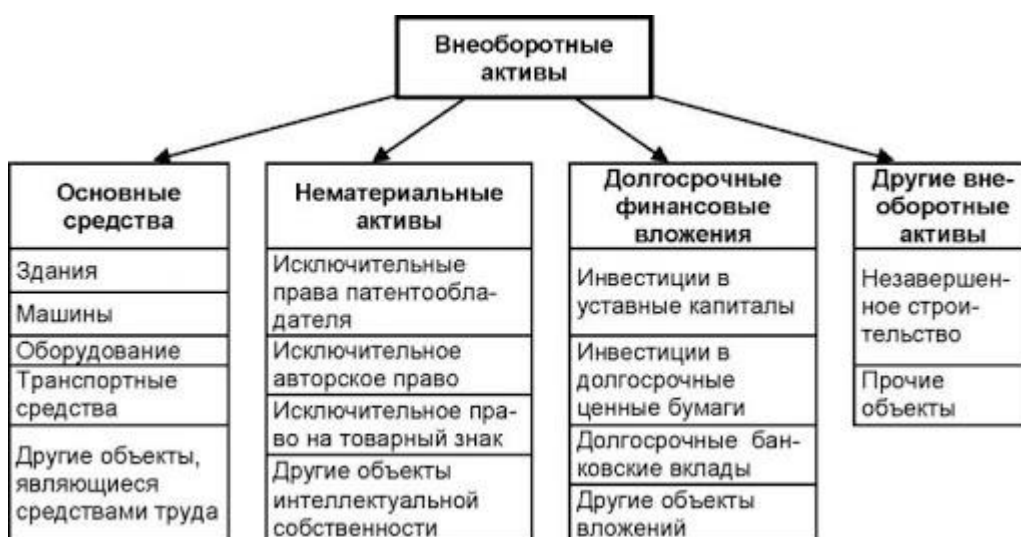 Внеоборотные
активы
Основные
средства
Здания
Машины
Оборудование
Транспортные
средства
Другие объекты,
являющиеся
средствами труда
Нематериальные
активы
Исключительные
права патентообла-
дателя
Исключительное
авторское право
Исключительное пра-
во на товарный знак
Другие объекты
интеллектуальной
собственности
Долгосрочные
финансовые
вложения
Инвестиции в
уставные капиталы
Инвестиции в
долгосрочные
ценные бумаги
Долгосрочные бан-
ковские вклады
Другие объекты
вложений
Другие вне-
оборотные
активы
Незавершен-
ное строи-
тельство
Прочие
объекты